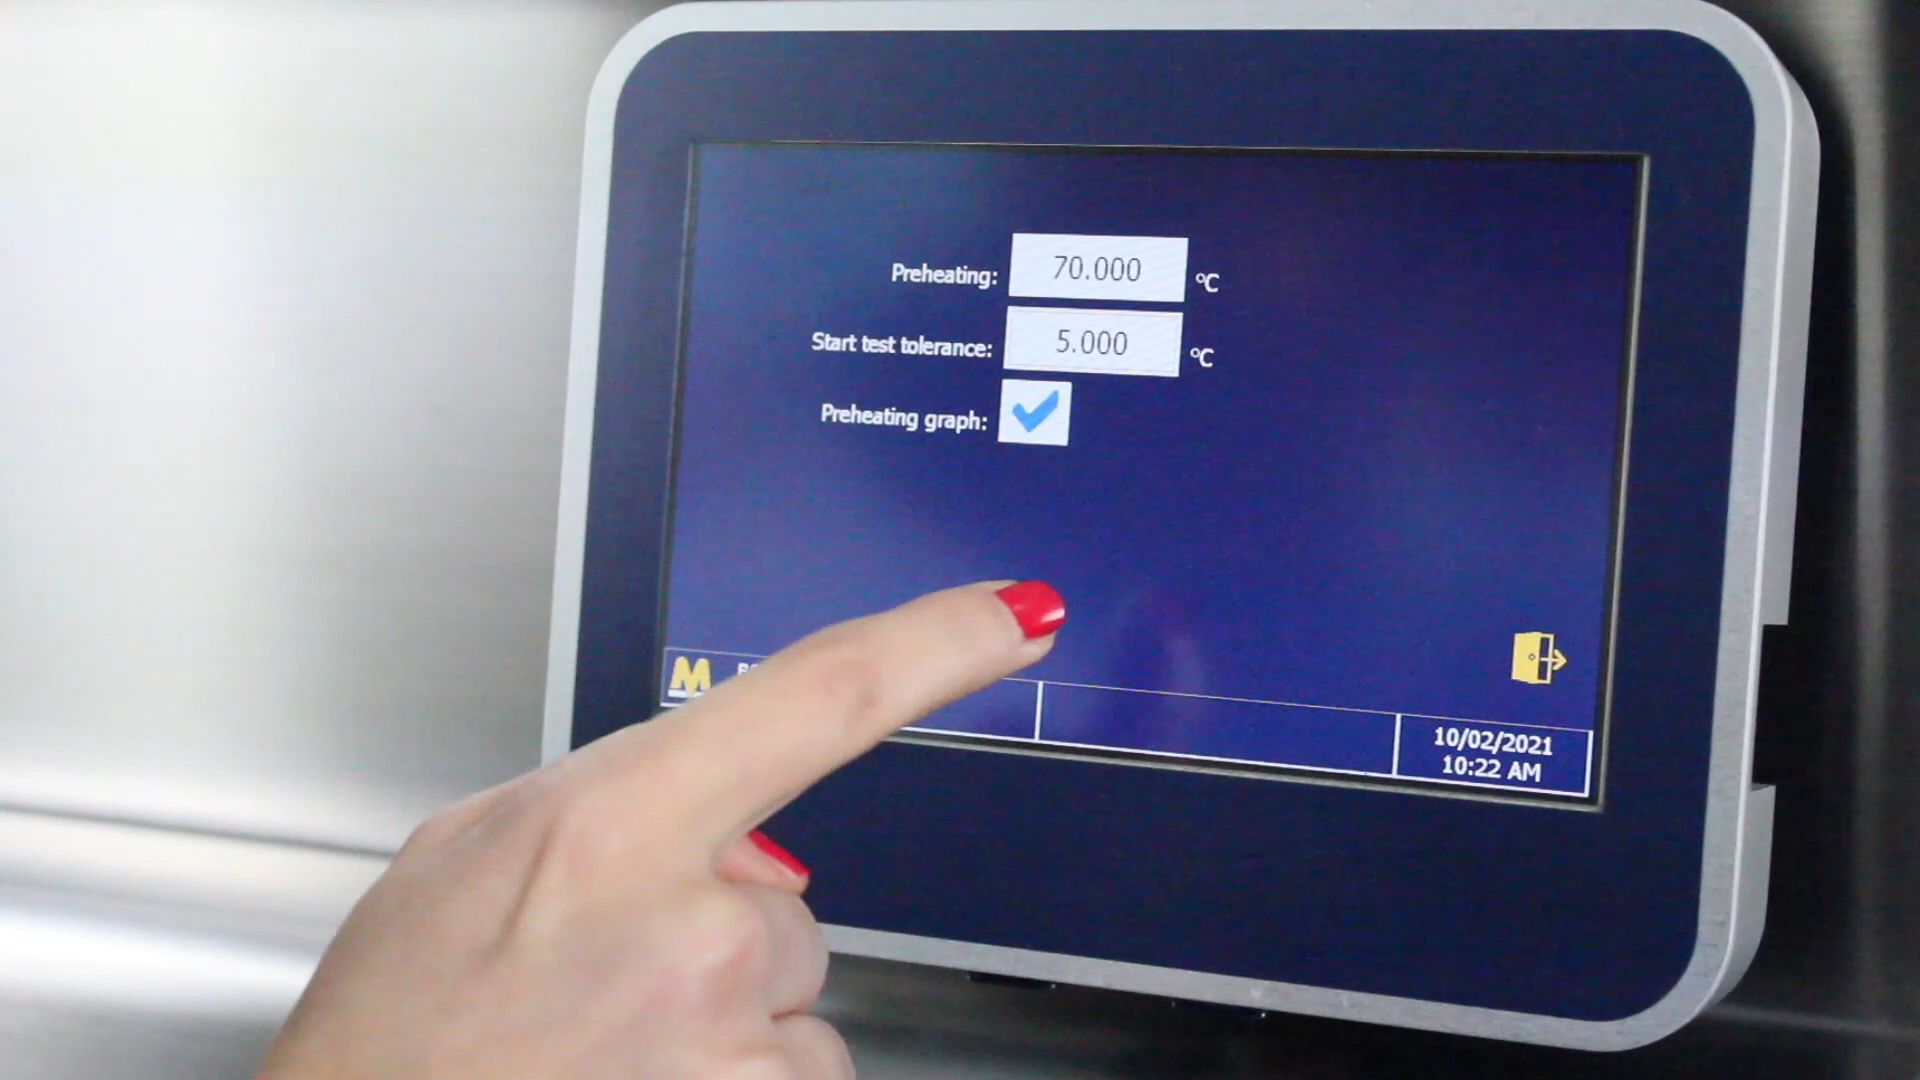 Preheating: 70.000 °C
Start test tolerance: 5.000 °C
Preheating graph:
M
10/02/2021
10:22 AM